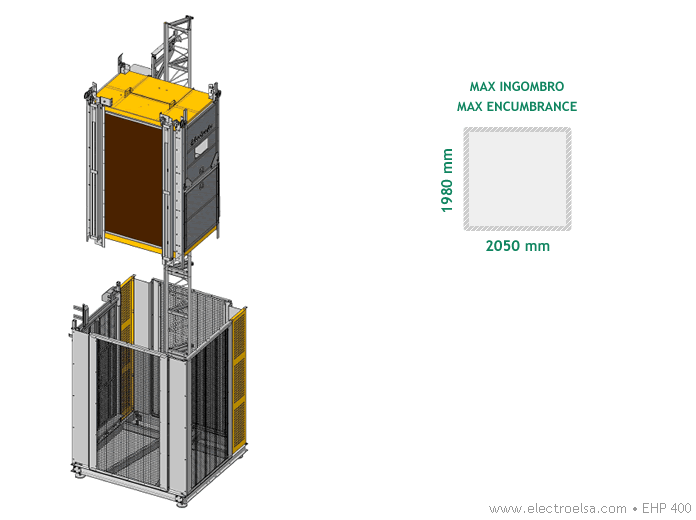 MAX INGOMBRO
MAX ENCUMBRANCE
1980 mm
2050 mm
www.electroelsa.com • EHP 400